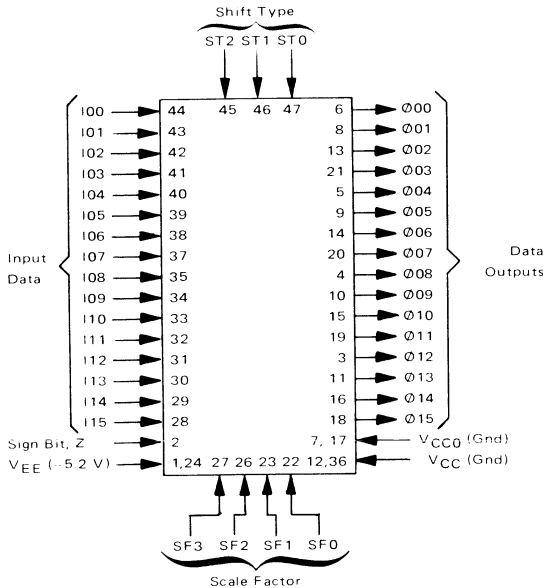 Shift Type
ST2 ST1 ST0
I00 44 45 46 47 6 Ø00
I01 43 8 Ø01
I02 42 13 Ø02
I03 41 21 Ø03
I04 40 5 Ø04
I05 39 9 Ø05
I06 38 14 Ø06
Input I07 37 20 Ø07 Data
Data I08 35 4 Ø08 Outputs
I09 34 10 Ø09
I10 33 15 Ø10
I11 32 19 Ø11
I12 31 3 Ø12
I13 30 11 Ø13
I14 29 16 Ø14
I15 28 18 Ø15
Sign Bit, Z 2 7, 17 VCC0 (Gnd)
VEE (-5.2 V) 1,24 27 26 23 22 12,36 VCC (Gnd)
SF3 SF2 SF1 SF0
Scale Factor